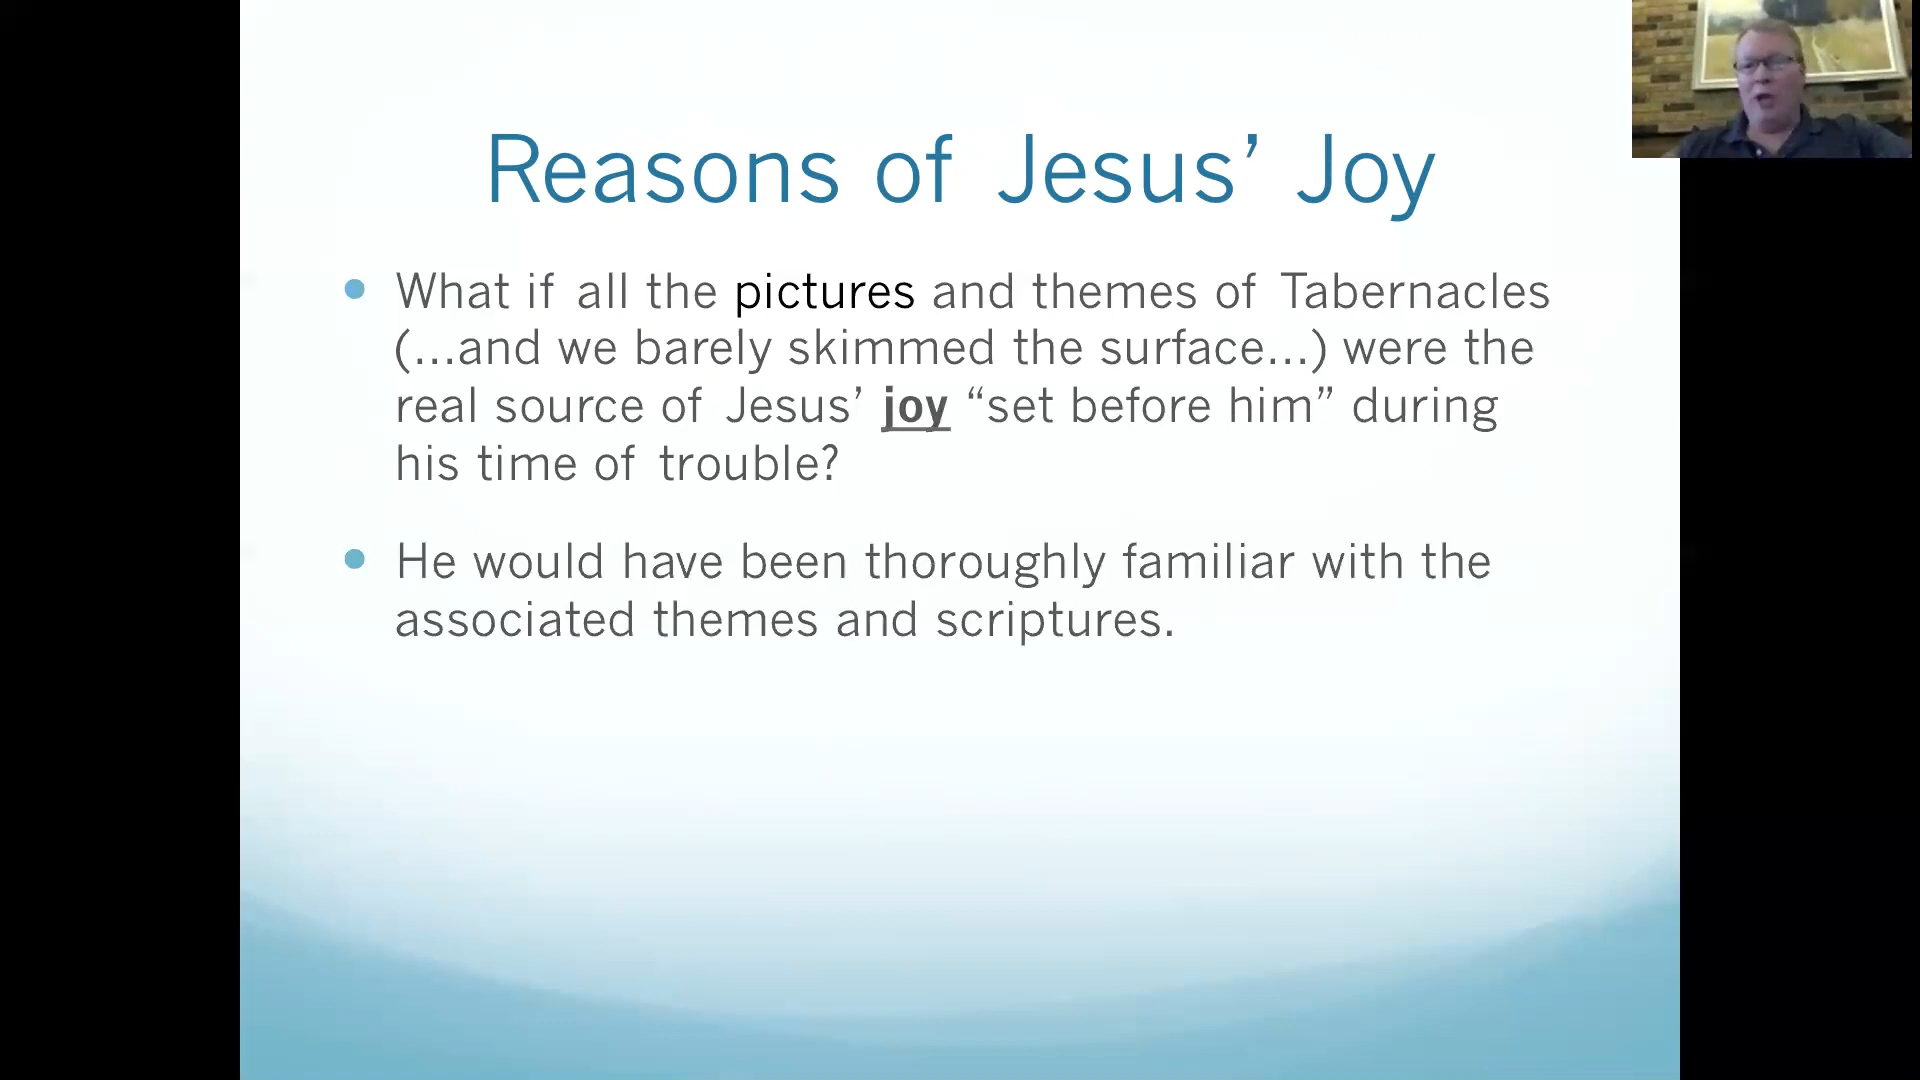 Reasons of Jesus’ Joy
What if all the pictures and themes of Tabernacles
(...and we barely skimmed the surface...) were the
real source of Jesus’ joy “set before him” during
his time of trouble?
He would have been thoroughly familiar with the
associated themes and scriptures.